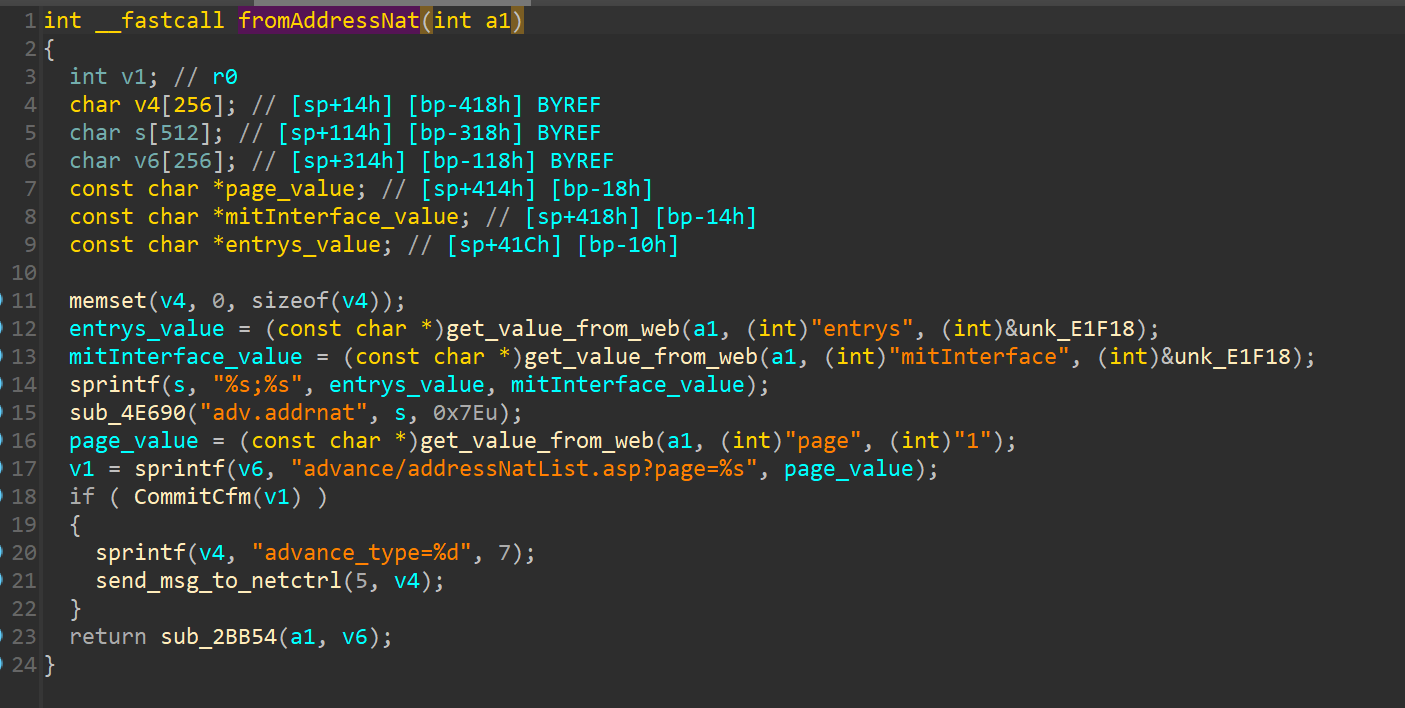 1 int __fastcall fromAddressNat(int a1)
2 {
3   int v1; // r0
4   char v4[256]; // [sp+14h] [bp-418h] BYREF
5   char s[512]; // [sp+114h] [bp-318h] BYREF
6   char v6[256]; // [sp+314h] [bp-118h] BYREF
7   const char *page_value; // [sp+414h] [bp-18h]
8   const char *mitInterface_value; // [sp+418h] [bp-14h]
9   const char *entrys_value; // [sp+41Ch] [bp-10h]
10
11   memset(v4, 0, sizeof(v4));
12   entrys_value = (const char *)get_value_from_web(a1, (int)"entrys", (int)&unk_E1F18);
13   mitInterface_value = (const char *)get_value_from_web(a1, (int)"mitInterface", (int)&unk_E1F18);
14   sprintf(s, "%s;%s", entrys_value, mitInterface_value);
15   sub_4E690("adv.addrnat", s, 0x7Eu);
16   page_value = (const char *)get_value_from_web(a1, (int)"page", (int)"1");
17   v1 = sprintf(v6, "advance/addressNatList.asp?page=%s", page_value);
18   if ( CommitCfm(v1) )
19   {
20     sprintf(v4, "advance_type=%d", 7);
21     send_msg_to_netctrl(5, v4);
22   }
23   return sub_2BB54(a1, v6);
24 }